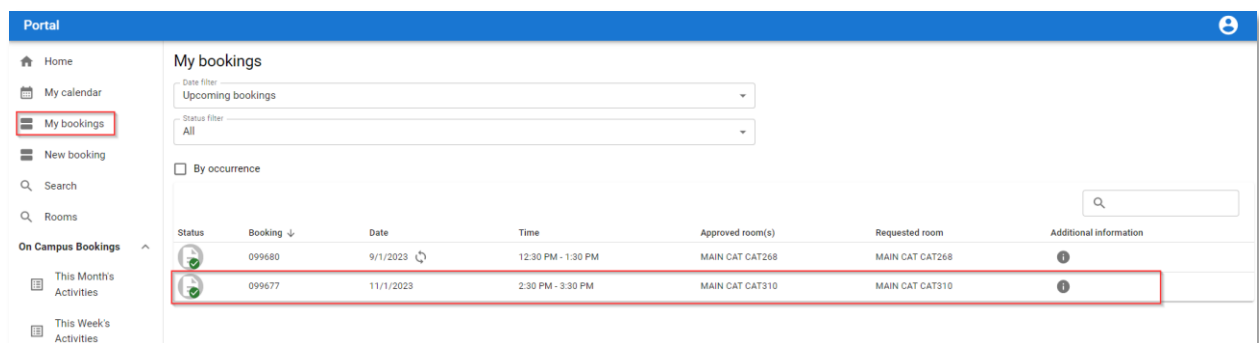 Portal
Home
My calendar
My bookings
New booking
Search
Rooms
On Campus Bookings
This Month's
Activities
This Week's
Activities
My bookings
Date filter
Upcoming bookings
Status filter
All
By occurrence
Status Booking Date Time Approved room(s) Requested room Additional information
099680 9/1/2023 12:30 PM - 1:30 PM MAIN CAT CAT268 MAIN CAT CAT268
099677 11/1/2023 2:30 PM - 3:30 PM MAIN CAT CAT310 MAIN CAT CAT310